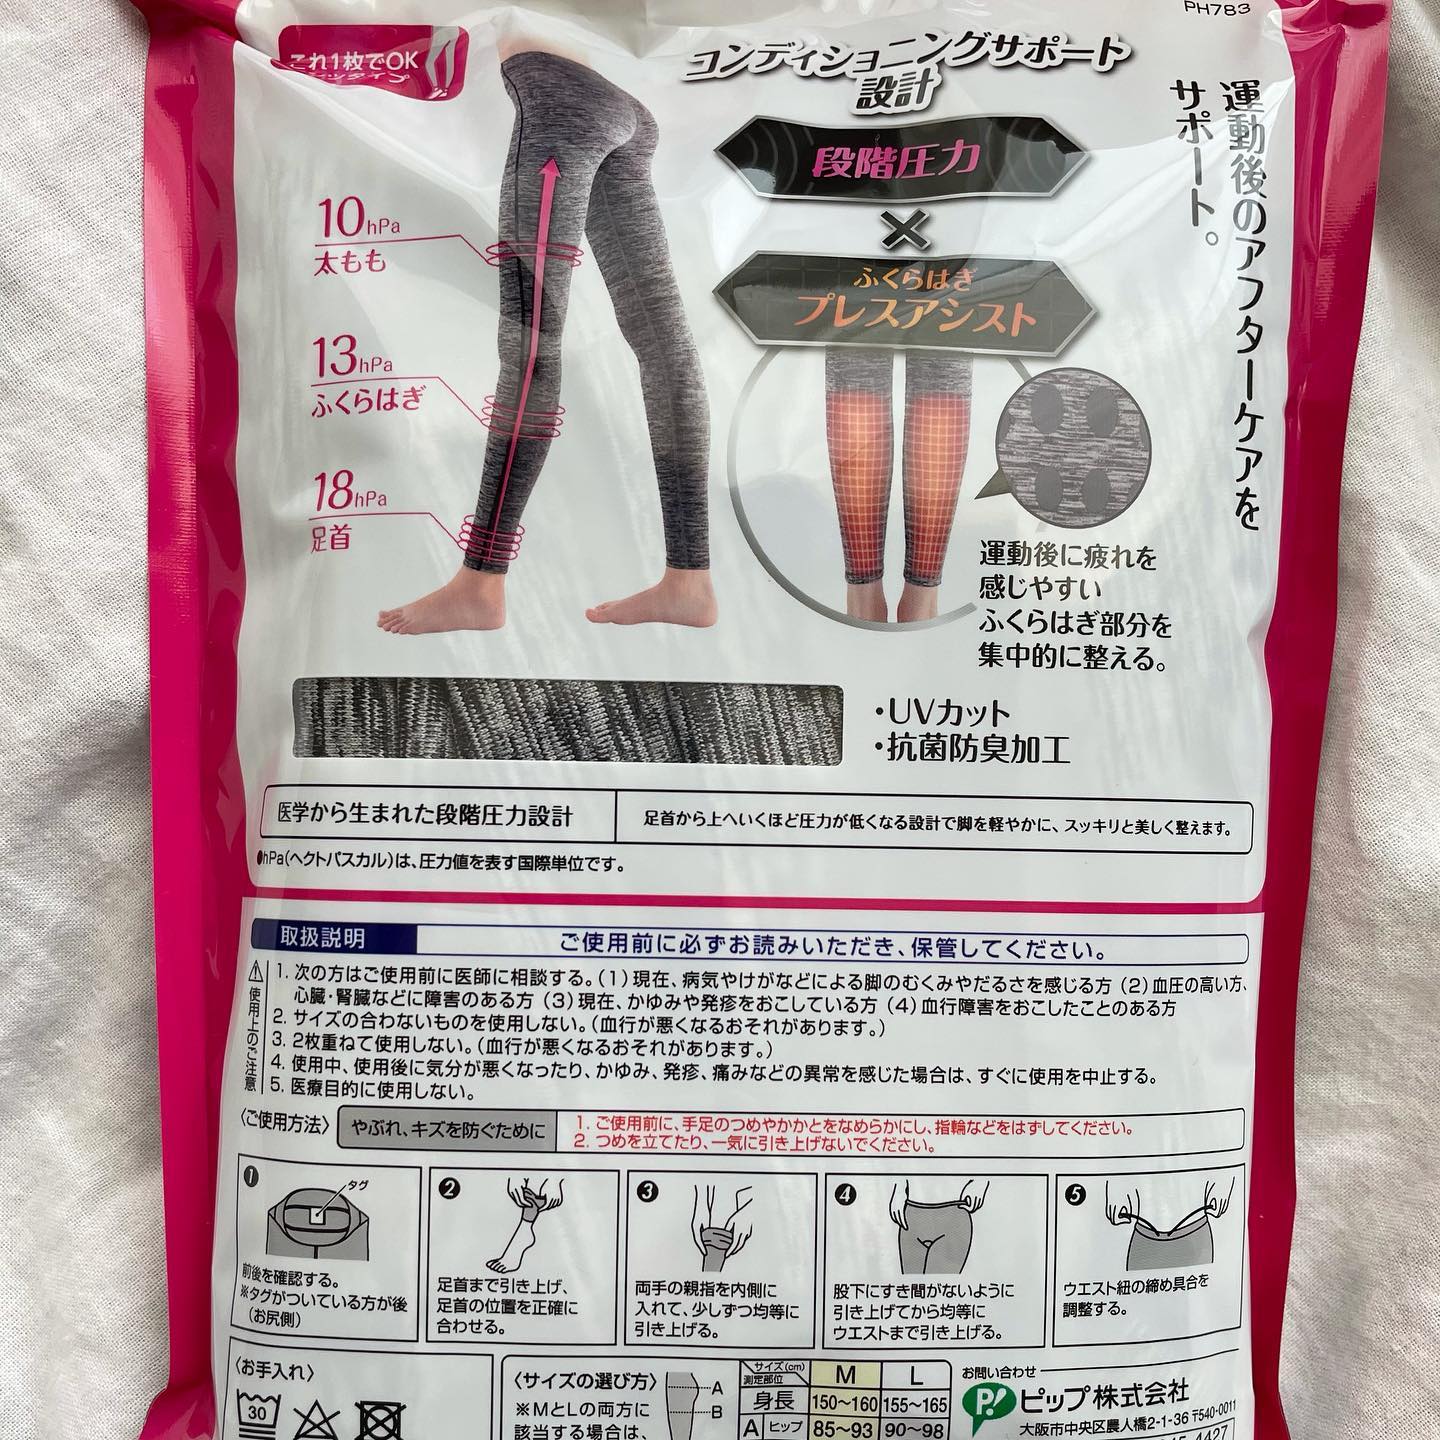 PH783
これ1枚でOK
コンディショニングサポート
設計
運動後のアフターケアを
サポート。
段階圧力
×
ふくらはぎ
プレスアシスト
10hPa
太もも
13hPa
ふくらはぎ
18hPa
足首
運動後に疲れを
感じやすい
ふくらはぎ部分を
集中的に整える。
・UVカット
・抗菌防臭加工
医学から生まれた段階圧力設計
足首から上へいくほど圧力が低くなる設計で脚を軽やかに、スッキリと美しく整えます。
●hPa(ヘクトパスカル)は、圧力値を表す国際単位です。
取扱説明
ご使用前に必ずお読みいただき、保管してください。
使用上のご注意
1. 次の方はご使用前に医師に相談する。(1)現在、病気やけがなどによる脚のむくみやだるさを感じる方(2)血圧の高い方、
心臓・腎臓などに障害のある方(3)現在、かゆみや発疹をおこしている方(4)血行障害をおこしたことのある方
2. サイズの合わないものを使用しない。(血行が悪くなるおそれがあります。)
3. 2枚重ねて使用しない。(血行が悪くなるおそれがあります。)
4. 使用中、使用後に気分が悪くなったり、かゆみ、発疹、痛みなどの異常を感じた場合は、すぐに使用を中止する。
5. 医療目的に使用しない。
〈ご使用方法〉
やぶれ、キズを防ぐために
1. ご使用前に、手足のつめやかかとをなめらかにし、指輪などをはずしてください。
2. つめを立てたり、一気に引き上げないでください。
1
タグ
前後を確認する。
※タグがついている方が後
(お尻側)
2
足首まで引き上げ、
足首の位置を正確に
合わせる。
3
両手の親指を内側に
入れて、少しずつ均等に
引き上げる。
4
股下にすき間がないように
引き上げてから均等に
ウエストまで引き上げる。
5
ウエスト紐の締め具合を
調整する。
〈お手入れ〉
30
〈サイズの選び方〉
※MとLの両方に
該当する場合は、
A
B
サイズ(cm)
測定部位
M
L
身長
150~160
155~165
A
ヒップ
85~93
90~98
お問い合わせ
P!
ピップ株式会社
大阪市中央区農人橋2-1-36 〒540-0011
4427